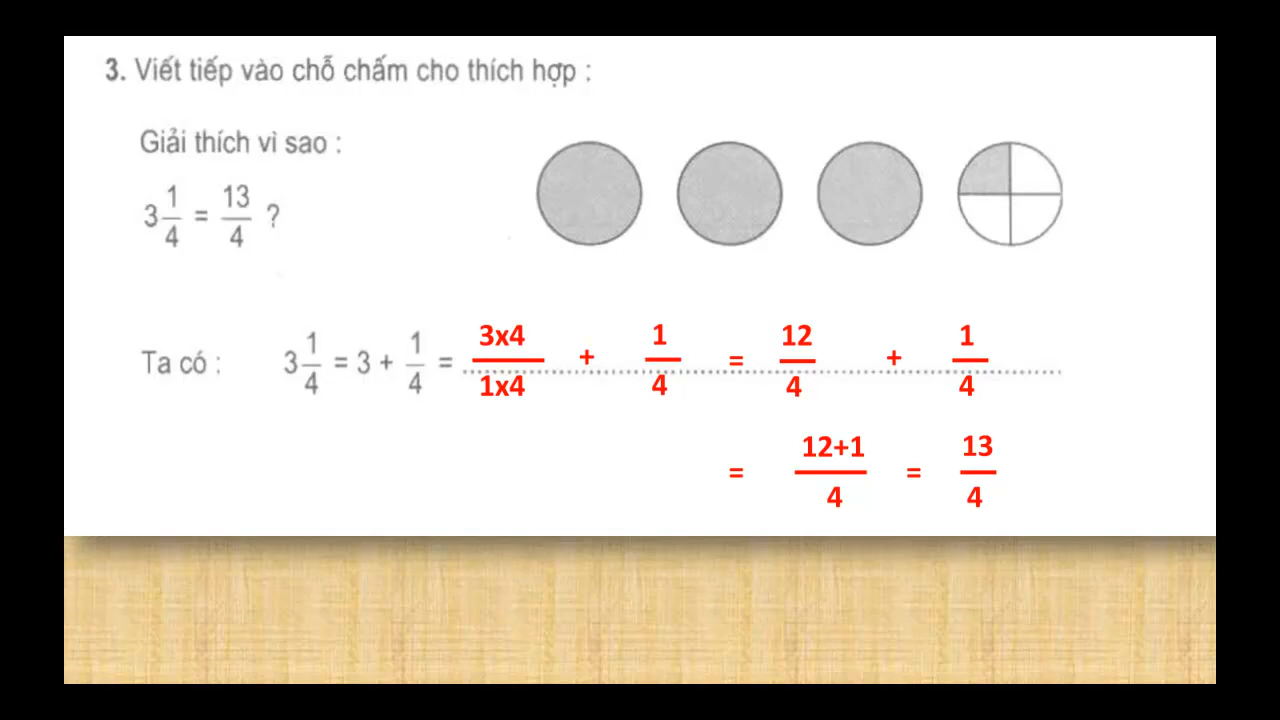 3. Viết tiếp vào chỗ chấm cho thích hợp :
Giải thích vì sao :
3 1/4 = 13/4 ?
Ta có : 3 1/4 = 3 + 1/4 = 3x4/1x4 + 1/4 = 12/4 + 1/4
= 12+1/4 = 13/4